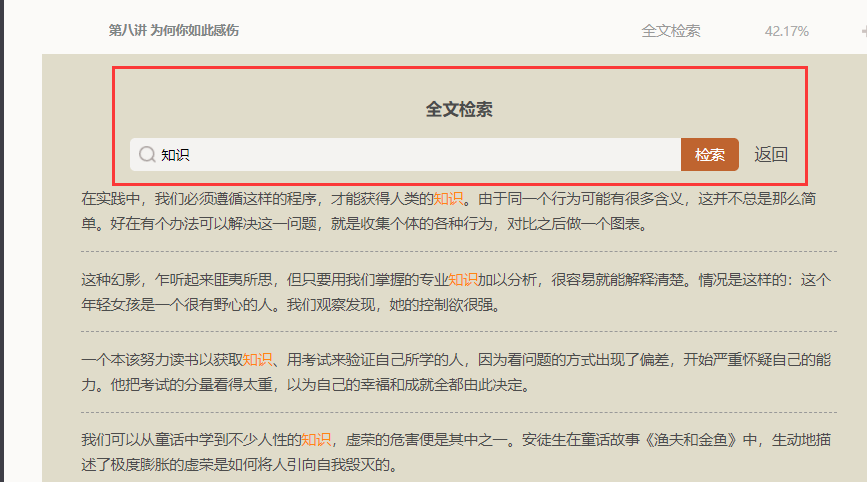 第八讲 为何你如此感伤 全文检索 42.17%
全文检索
知识 检索 返回
在实践中，我们必须遵循这样的程序，才能获得人类的知识。由于同一个行为可能有很多含义，这并不总是那么简
单。好在有个办法可以解决这一问题，就是收集个体的各种行为，对比之后做一个图表。
这种幻影，乍听起来匪夷所思，但只要用我们掌握的专业知识加以分析，很容易就能解释清楚。情况是这样的：这个
年轻女孩是一个很有野心的人。我们观察发现，她的控制欲很强。
一个本该努力读书以获取知识、用考试来验证自己所学的人，因为看问题的方式出现了偏差，开始严重怀疑自己的能
力。他把考试的分量看得太重，以为自己的幸福和成就全都由此决定。
我们可以从童话中学到不少人性的知识，虚荣的危害便是其中之一。安徒生在童话故事《渔夫和金鱼》中，生动地描
述了极度膨胀的虚荣是如何将人引向自我毁灭的。